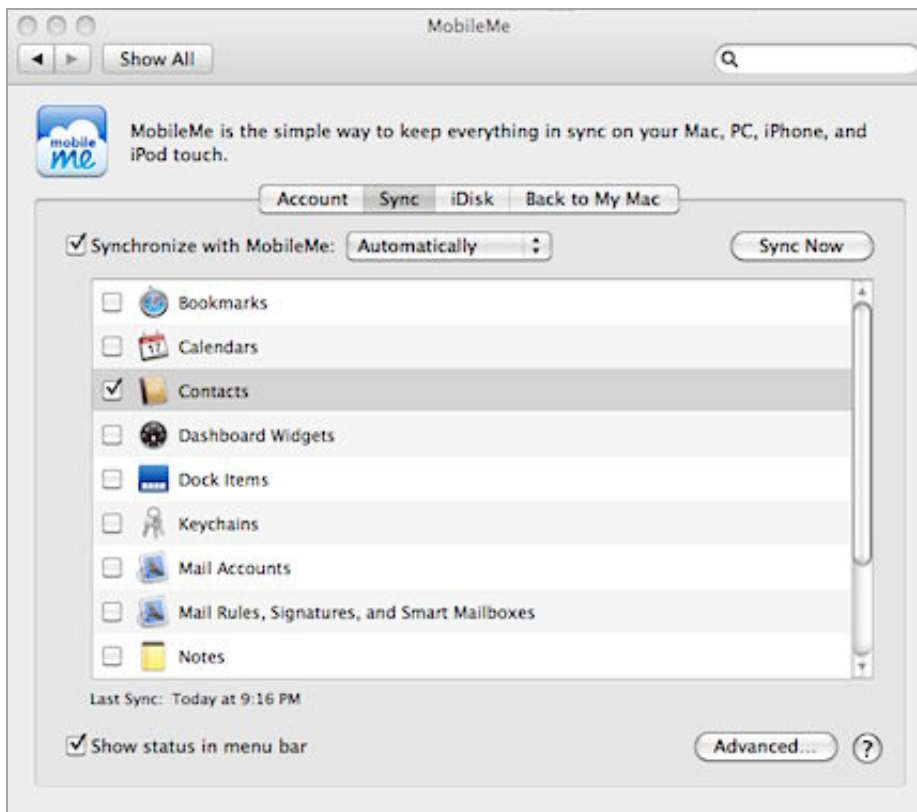 MobileMe
Show All
mobile
me
MobileMe is the simple way to keep everything in sync on your Mac, PC, iPhone, and
iPod touch.
Account Sync iDisk Back to My Mac
Synchronize with MobileMe: Automatically Sync Now
Bookmarks
17
Calendars
Contacts
Dashboard Widgets
Dock Items
Keychains
Mail Accounts
Mail Rules, Signatures, and Smart Mailboxes
Notes
Last Sync: Today at 9:16 PM
Show status in menu bar Advanced... ?